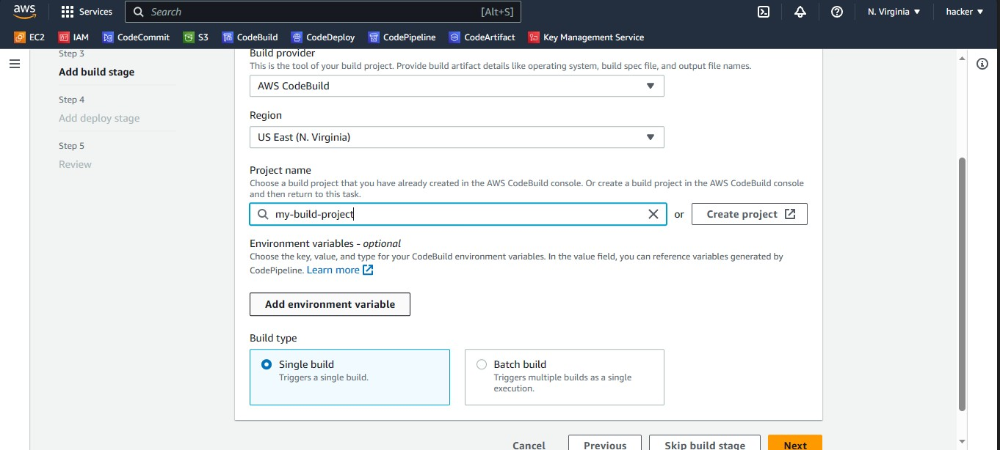 aws
Services
Search
[Alt+S]
N. Virginia
hacker
EC2
IAM
CodeCommit
S3
CodeBuild
CodeDeploy
CodePipeline
CodeArtifact
Key Management Service
Step 3
Add build stage
Step 4
Add deploy stage
Step 5
Review
Build provider
This is the tool of your build project. Provide build artifact details like operating system, build spec file, and output file names.
AWS CodeBuild
Region
US East (N. Virginia)
Project name
Choose a build project that you have already created in the AWS CodeBuild console. Or create a build project in the AWS CodeBuild console
and then return to this task.
my-build-project
or
Create project
Environment variables - optional
Choose the key, value, and type for your CodeBuild environment variables. In the value field, you can reference variables generated by
CodePipeline. Learn more
Add environment variable
Build type
Single build
Triggers a single build.
Batch build
Triggers multiple builds as a single
execution.
Cancel
Previous
Skip build stage
Next